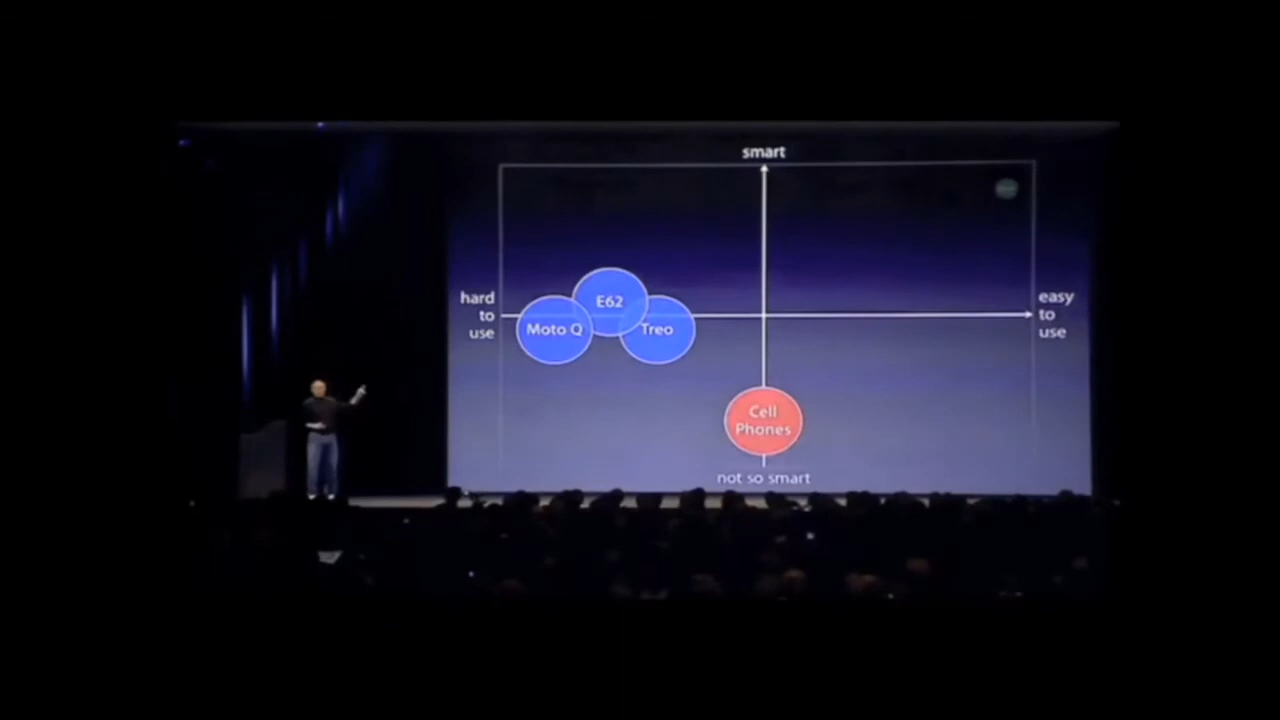 smart
hard
to
use
E62
Moto Q
Treo
easy
to
use
Cell
Phones
not so smart